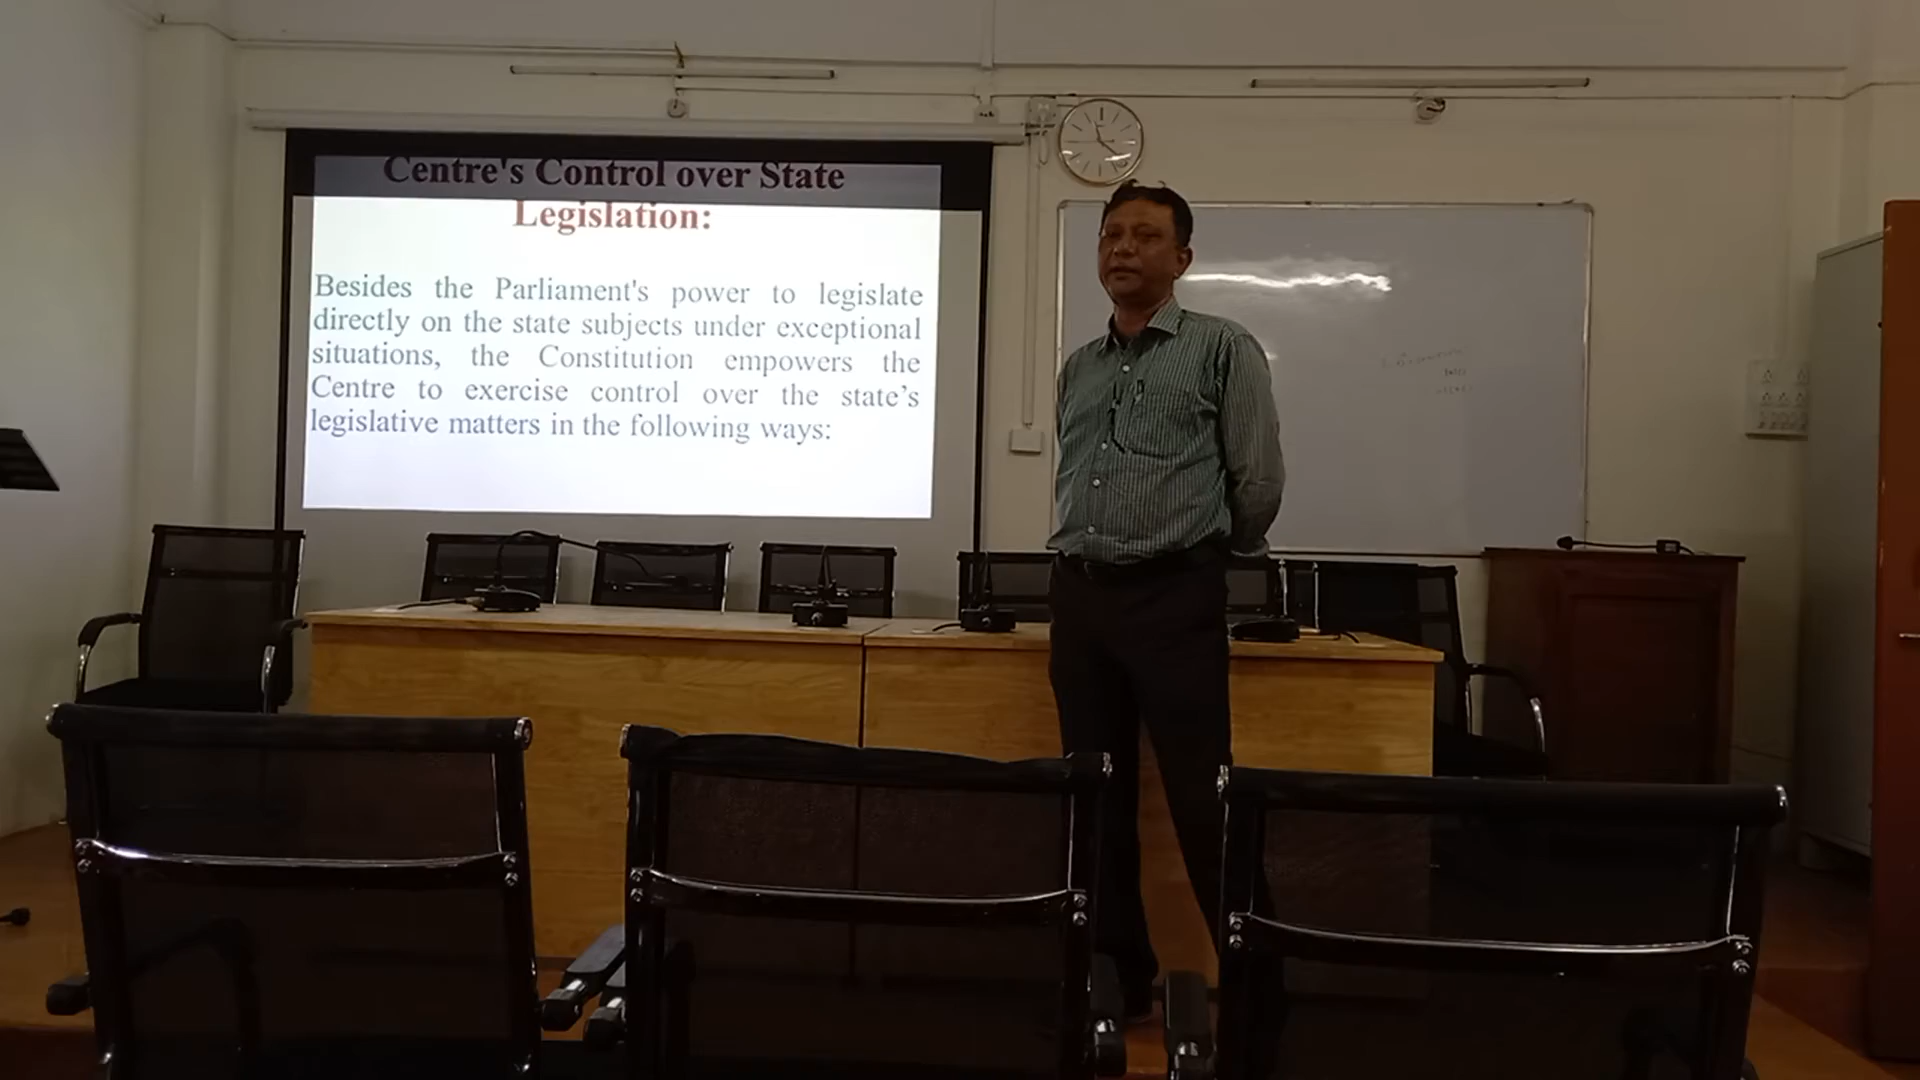 Centre's Control over State
Legislation:
Besides the Parliament's power to legislate
directly on the state subjects under exceptional
situations, the Constitution empowers the
Centre to exercise control over the state’s
legislative matters in the following ways: